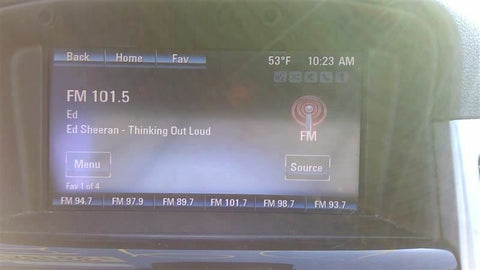 Back Home Fav 53°F 10:23 AM
FM 101.5
Ed
Ed Sheeran - Thinking Out Loud
FM
Menu Source
Fav 1 of 4
FM 94.7 FM 97.9 FM 89.7 FM 101.7 FM 98.7 FM 93.7